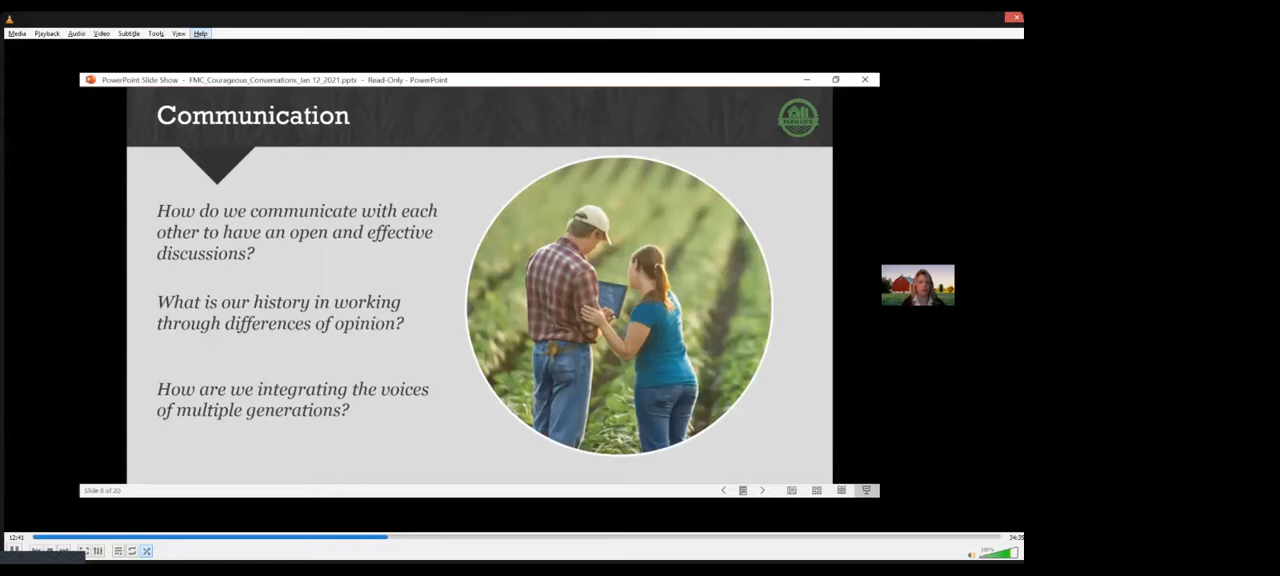 Media Playback Audio Video Subtitle Tools View Help
PowerPoint Slide Show - FMC_Courageous_Conversations_Jan 12_2021.pptx - Read-Only - PowerPoint
Communication
FARM LIFE
How do we communicate with each
other to have an open and effective
discussions?
What is our history in working
through differences of opinion?
How are we integrating the voices
of multiple generations?
Slide 8 of 20
12:41
34:35
100%